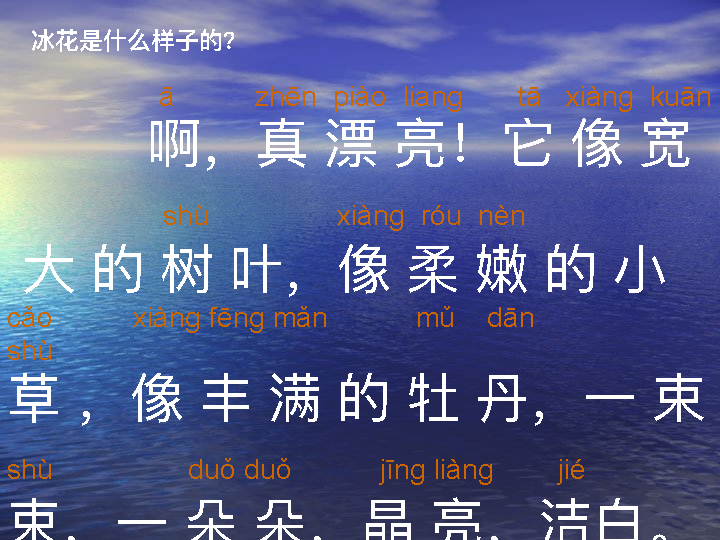 冰花是什么样子的?
ā zhēn piào liang tā xiàng kuān
啊，真漂亮！它像宽
shù xiàng róu nèn
大的树叶，像柔嫩的小
cǎo xiàng fēng mǎn mǔ dān
shù
草，像丰满的牡丹，一束
shù duǒ duǒ jīng liàng jié
束，一朵朵，晶亮，洁白。